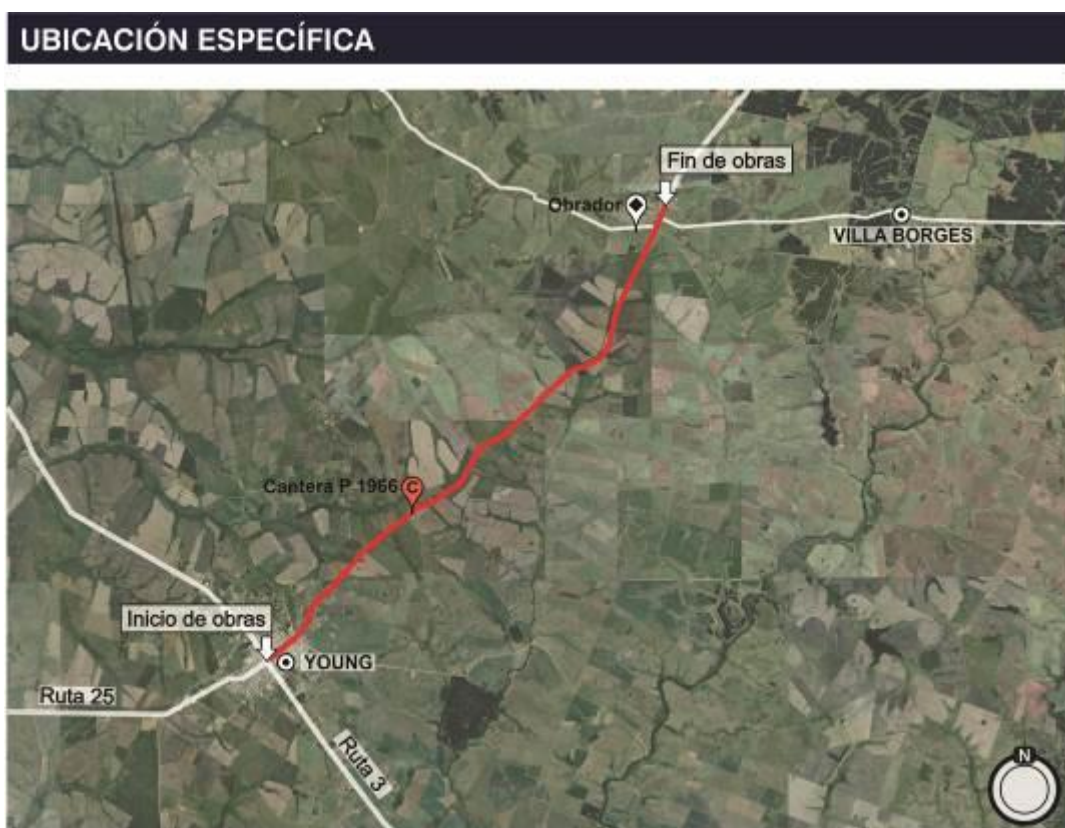 UBICACIÓN ESPECÍFICA
Fin de obras
Obrador
VILLA BORGES
Cantera P 1966 C
Inicio de obras
YOUNG
Ruta 25
Ruta 3
N